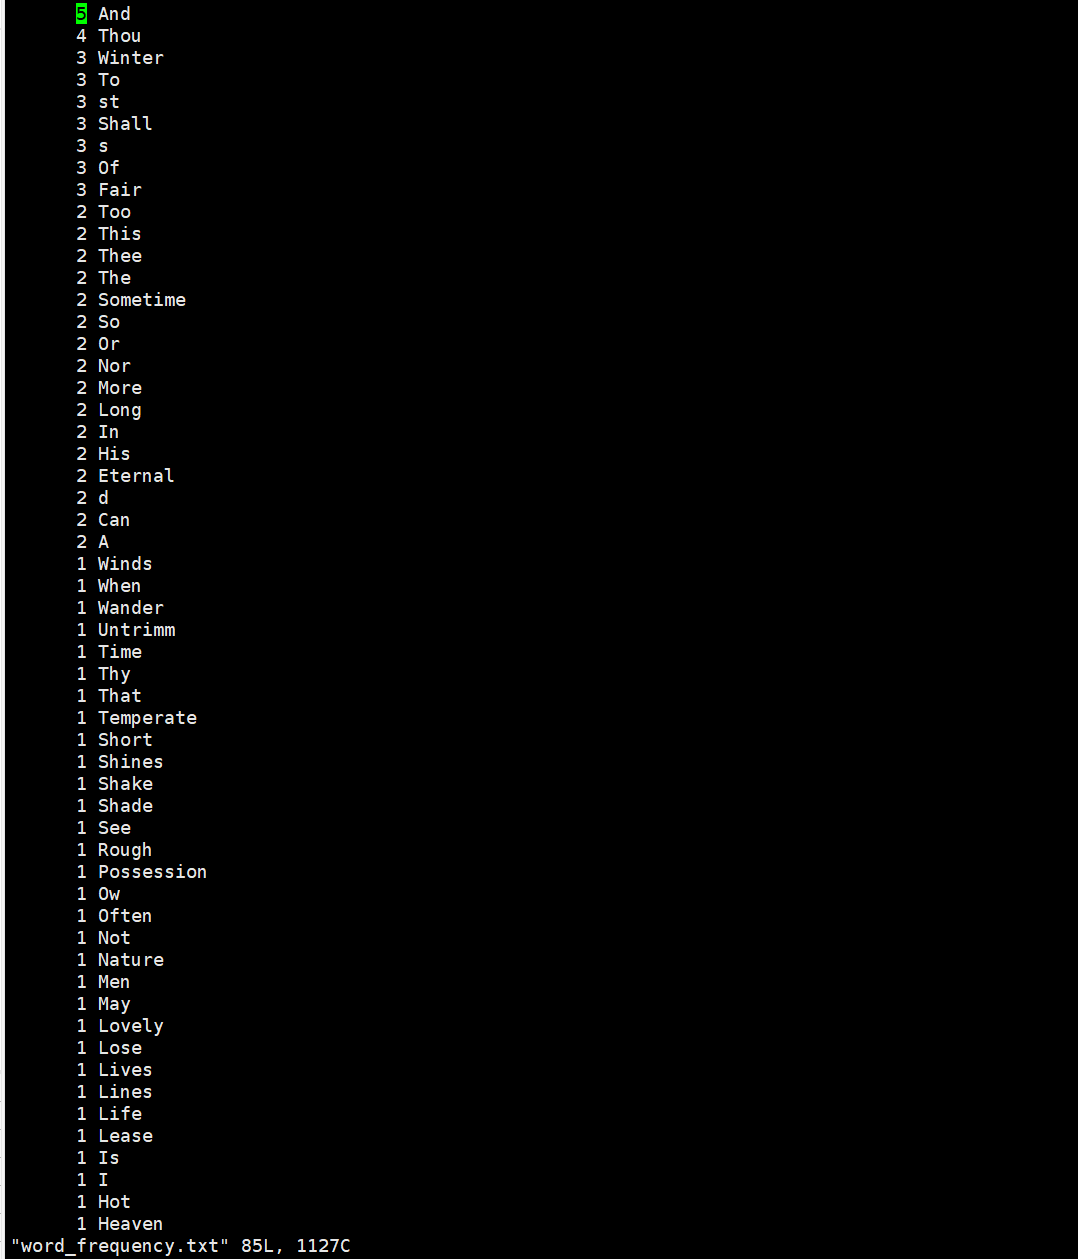 5 And
4 Thou
3 Winter
3 To
3 st
3 Shall
3 s
3 Of
3 Fair
2 Too
2 This
2 Thee
2 The
2 Sometime
2 So
2 Or
2 Nor
2 More
2 Long
2 In
2 His
2 Eternal
2 d
2 Can
2 A
1 Winds
1 When
1 Wander
1 Untrimm
1 Time
1 Thy
1 That
1 Temperate
1 Short
1 Shines
1 Shake
1 Shade
1 See
1 Rough
1 Possession
1 Ow
1 Often
1 Not
1 Nature
1 Men
1 May
1 Lovely
1 Lose
1 Lives
1 Lines
1 Life
1 Lease
1 Is
1 I
1 Hot
1 Heaven
"word_frequency.txt" 85L, 1127C